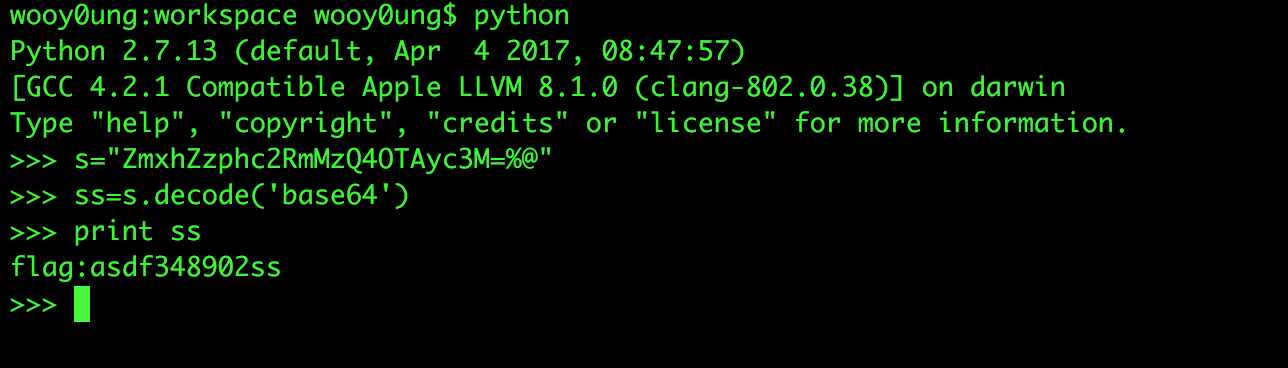 wooy0ung:workspace wooy0ung$ python
Python 2.7.13 (default, Apr  4 2017, 08:47:57)
[GCC 4.2.1 Compatible Apple LLVM 8.1.0 (clang-802.0.38)] on darwin
Type "help", "copyright", "credits" or "license" for more information.
>>> s="ZmxhZzphc2RmMzQ4OTAyc3M=%@"
>>> ss=s.decode('base64')
>>> print ss
flag:asdf348902ss
>>>